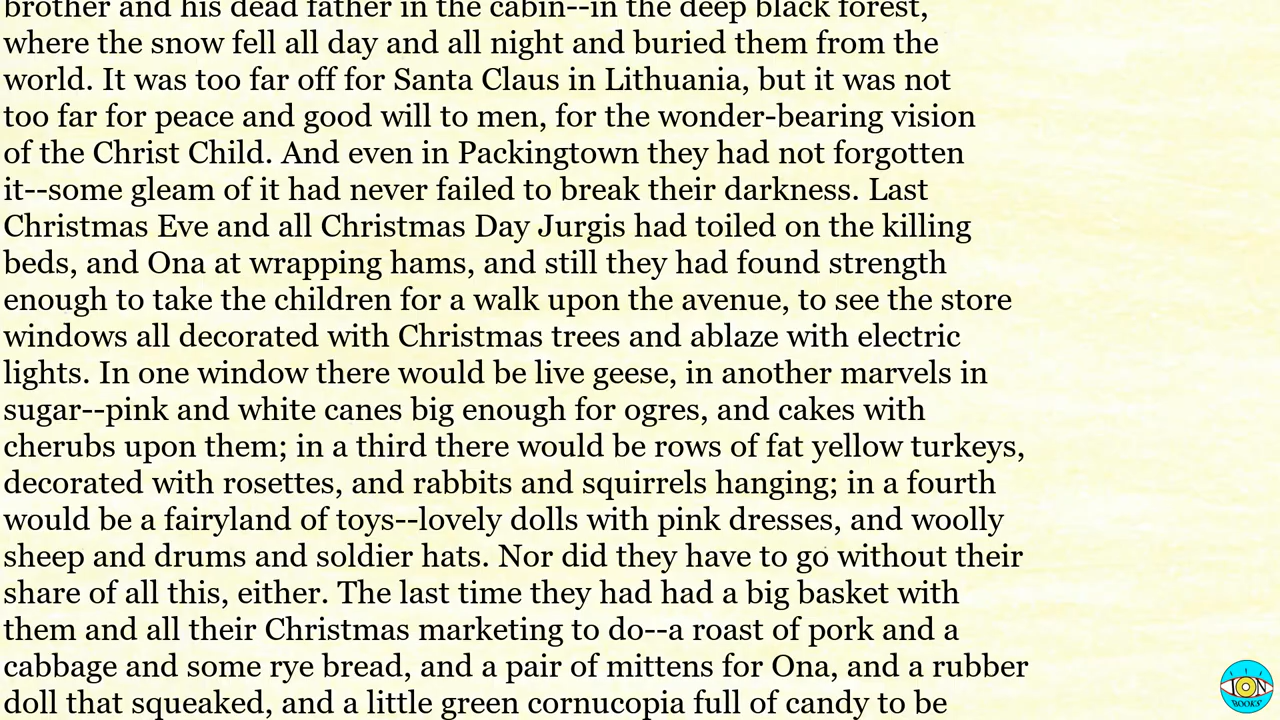 brother and his dead father in the cabin--in the deep black forest,
where the snow fell all day and all night and buried them from the
world. It was too far off for Santa Claus in Lithuania, but it was not
too far for peace and good will to men, for the wonder-bearing vision
of the Christ Child. And even in Packingtown they had not forgotten
it--some gleam of it had never failed to break their darkness. Last
Christmas Eve and all Christmas Day Jurgis had toiled on the killing
beds, and Ona at wrapping hams, and still they had found strength
enough to take the children for a walk upon the avenue, to see the store
windows all decorated with Christmas trees and ablaze with electric
lights. In one window there would be live geese, in another marvels in
sugar--pink and white canes big enough for ogres, and cakes with
cherubs upon them; in a third there would be rows of fat yellow turkeys,
decorated with rosettes, and rabbits and squirrels hanging; in a fourth
would be a fairyland of toys--lovely dolls with pink dresses, and woolly
sheep and drums and soldier hats. Nor did they have to go without their
share of all this, either. The last time they had had a big basket with
them and all their Christmas marketing to do--a roast of pork and a
cabbage and some rye bread, and a pair of mittens for Ona, and a rubber
doll that squeaked, and a little green cornucopia full of candy to be
ION
BOOKS